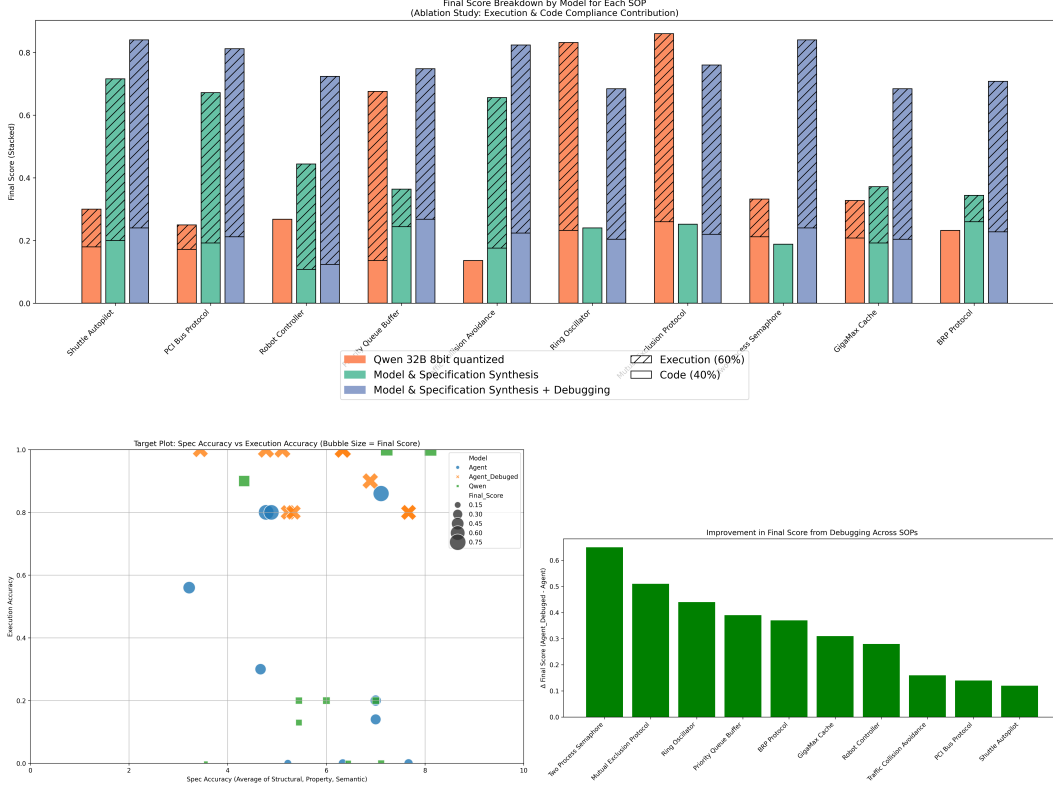 Final Score Breakdown by Model for Each SOP
(Ablation Study: Execution & Code Compliance Contribution)
Final Score (Stacked)
0.8
0.6
0.4
0.2
0.0
Shuttle Autopilot
PCI Bus Protocol
Robot Controller
Queue Buffer
Avoidance
Ring Oscillator
Protocol
Semaphore
GigaMax Cache
BRP Protocol
Qwen 32B 8bit quantized
Model & Specification Synthesis
Model & Specification Synthesis + Debugging
Execution (60%)
Code (40%)
Target Plot: Spec Accuracy vs Execution Accuracy (Bubble Size = Final Score)
Execution Accuracy
1.0
0.8
0.6
0.4
0.2
0.0
0
2
4
6
8
10
Spec Accuracy (Average of Structural, Property, Semantic)
Model
Agent
Agent_Debuged
Qwen
Final_Score
0.15
0.30
0.45
0.60
0.75
Improvement in Final Score from Debugging Across SOPs
Δ Final Score (Agent_Debuged - Agent)
0.6
0.5
0.4
0.3
0.2
0.1
0.0
Two Process Semaphore
Mutual Exclusion Protocol
Ring Oscillator
Priority Queue Buffer
BRP Protocol
GigaMax Cache
Robot Controller
Traffic Collision Avoidance
PCI Bus Protocol
Shuttle Autopilot